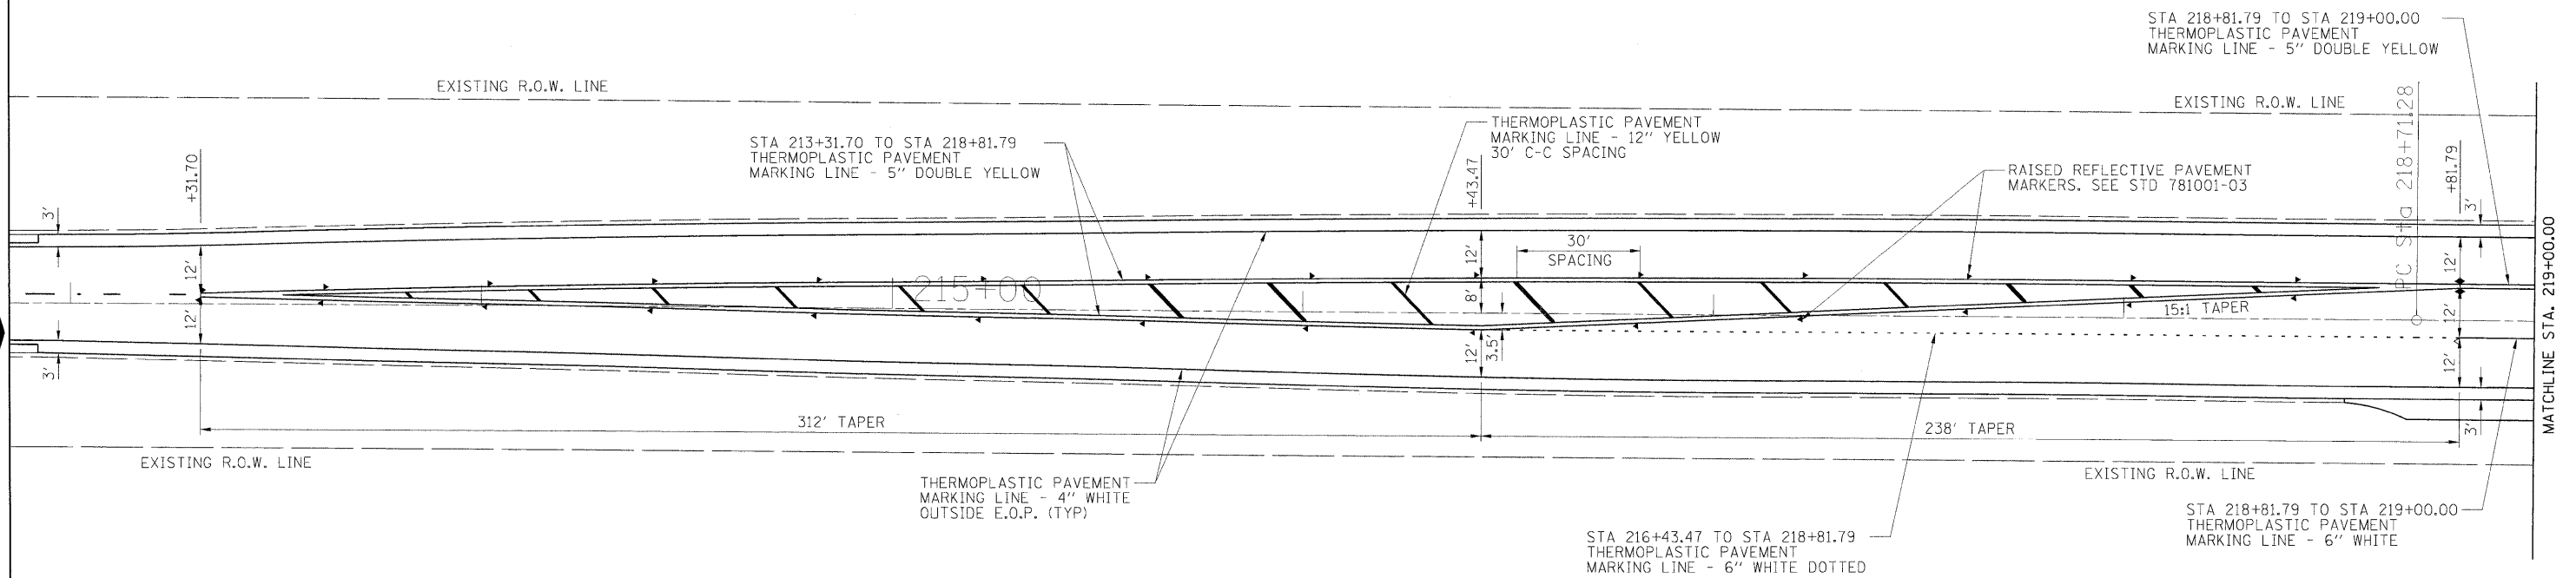 STA 218+81.79 TO STA 219+00.00
THERMOPLASTIC PAVEMENT
MARKING LINE - 5" DOUBLE YELLOW
EXISTING R.O.W. LINE
EXISTING R.O.W. LINE
STA 213+31.70 TO STA 218+81.79
THERMOPLASTIC PAVEMENT
MARKING LINE - 5" DOUBLE YELLOW
THERMOPLASTIC PAVEMENT
MARKING LINE - 12" YELLOW
30' C-C SPACING
RAISED REFLECTIVE PAVEMENT
MARKERS. SEE STD 781001-03
+31.70
+43.47
PC Sta 218+71.28
+81.79
3'
3'
12'
12'
30'
SPACING
12'
12'
215+00
8'
15:1 TAPER
12'
12'
3.5'
12'
3'
3'
312' TAPER
238' TAPER
MATCHLINE STA. 219+00.00
EXISTING R.O.W. LINE
EXISTING R.O.W. LINE
THERMOPLASTIC PAVEMENT
MARKING LINE - 4" WHITE
OUTSIDE E.O.P. (TYP)
STA 216+43.47 TO STA 218+81.79
THERMOPLASTIC PAVEMENT
MARKING LINE - 6" WHITE DOTTED
STA 218+81.79 TO STA 219+00.00
THERMOPLASTIC PAVEMENT
MARKING LINE - 6" WHITE